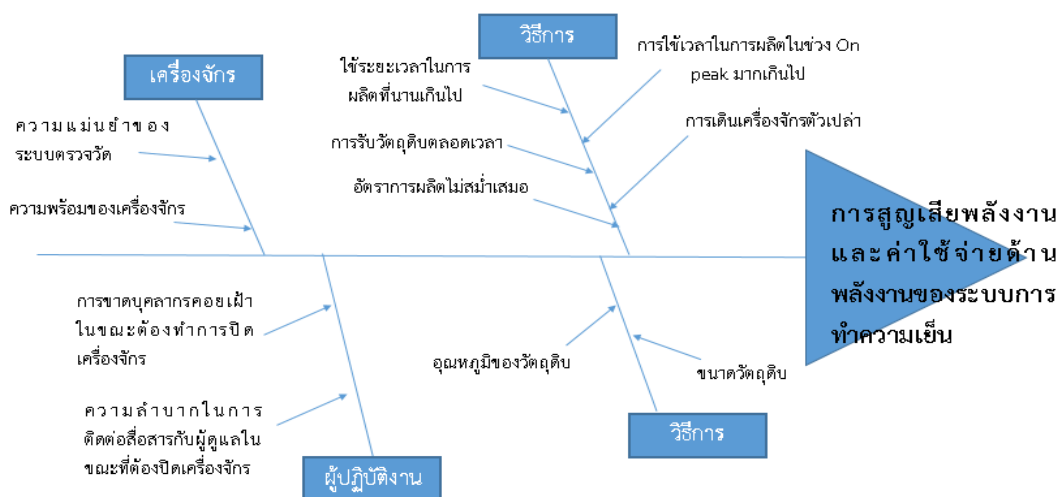 เครื่องจักร
ความแม่นยำของ
ระบบตรวจวัด
ความพร้อมของเครื่องจักร
วิธีการ
ใช้ระยะเวลาในการ
ผลิตที่นานเกินไป
การรับวัตถุดิบตลอดเวลา
อัตราการผลิตไม่สม่ำเสมอ
การใช้เวลาในการผลิตในช่วง On
peak มากเกินไป
การเดินเครื่องจักรตัวเปล่า
การสูญเสียพลังงาน
และค่าใช้จ่ายด้าน
พลังงานของระบบการ
ทำความเย็น
การขาดบุคลากรคอยเฝ้า
ในขณะต้องทำการปิด
เครื่องจักร
ความลำบากในการ
ติดต่อสื่อสารกับผู้ดูแลใน
ขณะที่ต้องปิดเครื่องจักร
ผู้ปฏิบัติงาน
อุณหภูมิของวัตถุดิบ
ขนาดวัตถุดิบ
วิธีการ